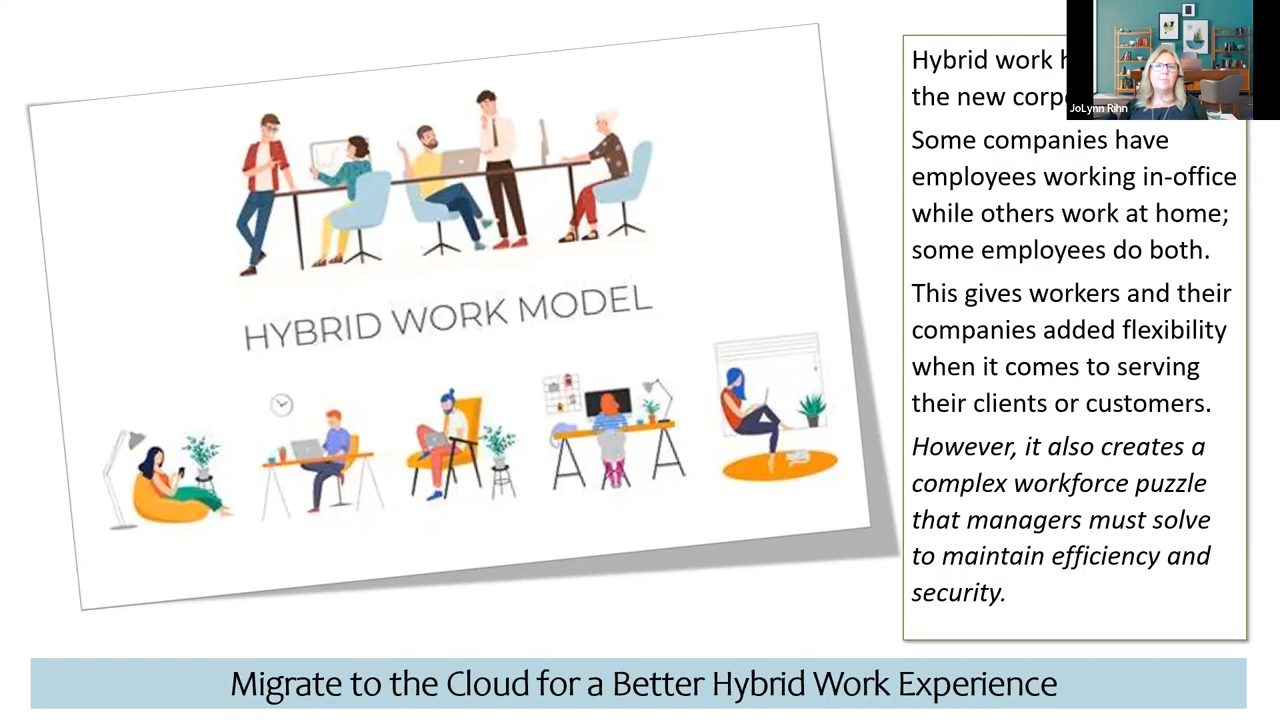 Hybrid work
the new
JoLynn Rihn
Some companies have
employees working in-office
while others work at home;
some employees do both.
This gives workers and their
companies added flexibility
when it comes to serving
their clients or customers.
However, it also creates a
complex workforce puzzle
that managers must solve
to maintain efficiency and
security.
HYBRID WORK MODEL
Migrate to the Cloud for a Better Hybrid Work Experience